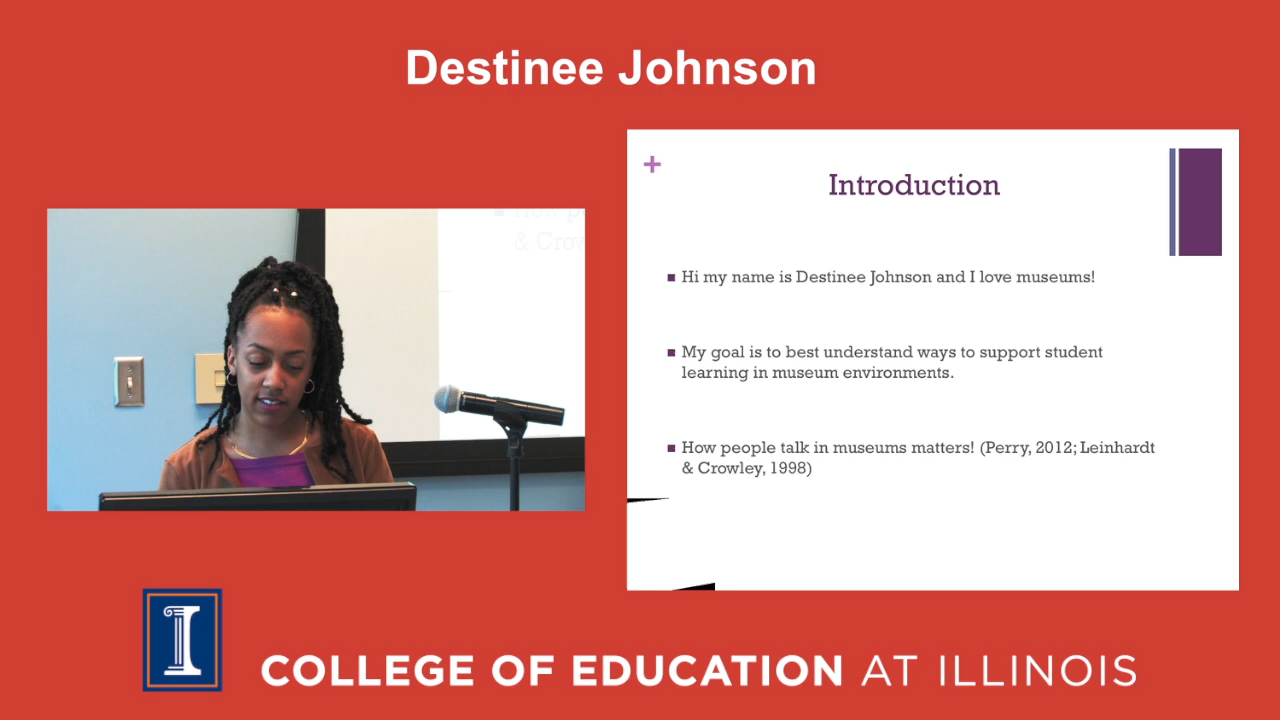 Destinee Johnson
& Crow
+
Introduction
■ Hi my name is Destinee Johnson and I love museums!
■ My goal is to best understand ways to support student
learning in museum environments.
■ How people talk in museums matters! (Perry, 2012; Leinhardt
& Crowley, 1998)
I
COLLEGE OF EDUCATION AT ILLINOIS